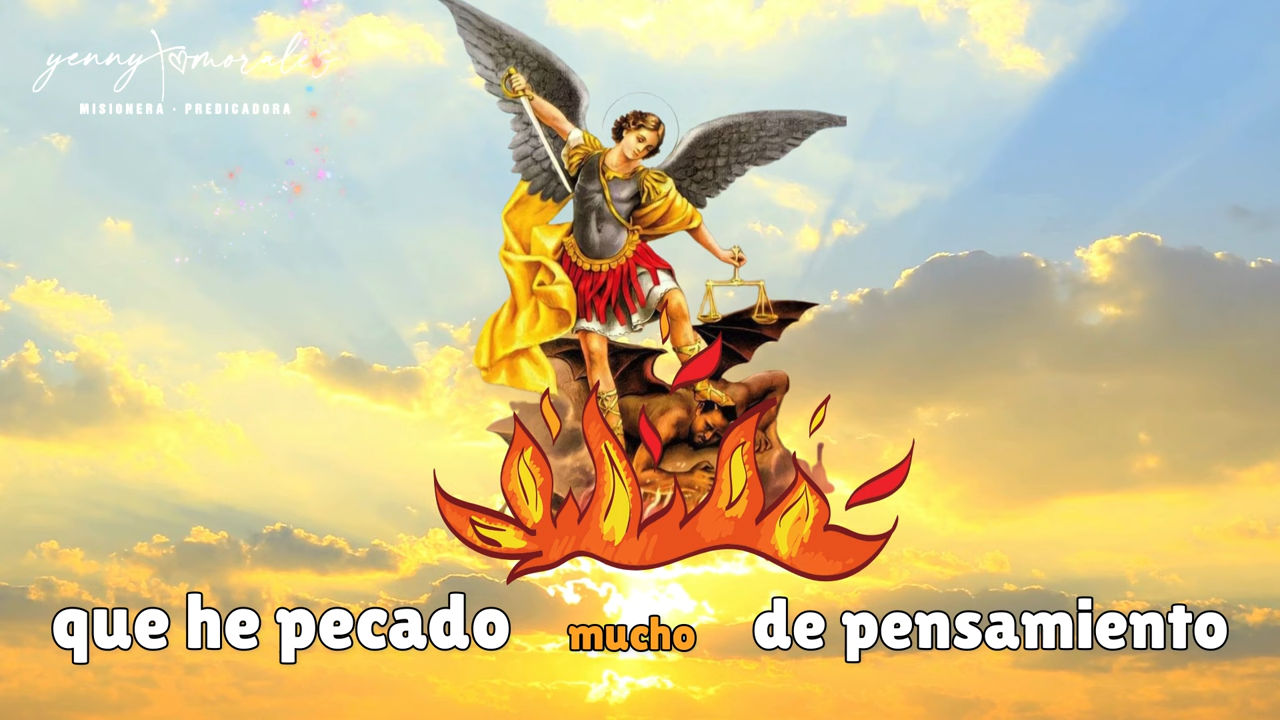 yenny morales
MISIONERA · PREDICADORA
que he pecado mucho de pensamiento